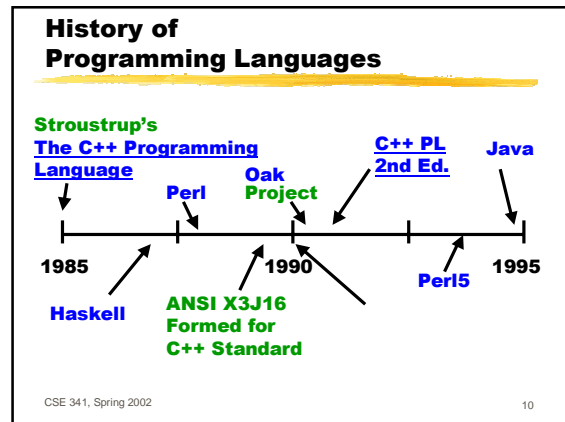 History of
Programming Languages
Stroustrup's
The C++ Programming
Language
Perl
Oak
Project
C++ PL
2nd Ed.
Java
1985
1990
1995
Haskell
ANSI X3J16
Formed for
C++ Standard
Perl5
CSE 341, Spring 2002
10